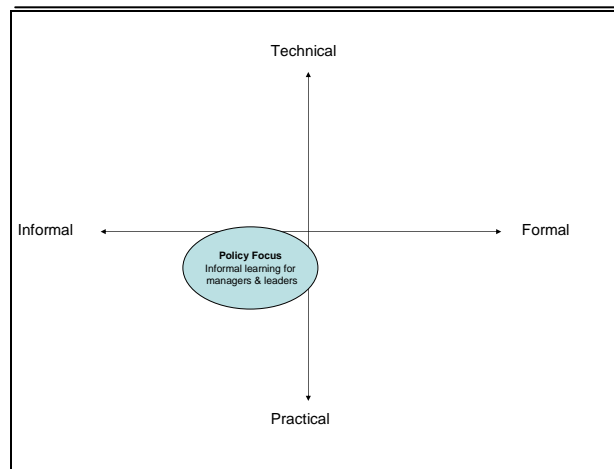 Technical
Informal
Formal
Policy Focus
Informal learning for
managers & leaders
Practical